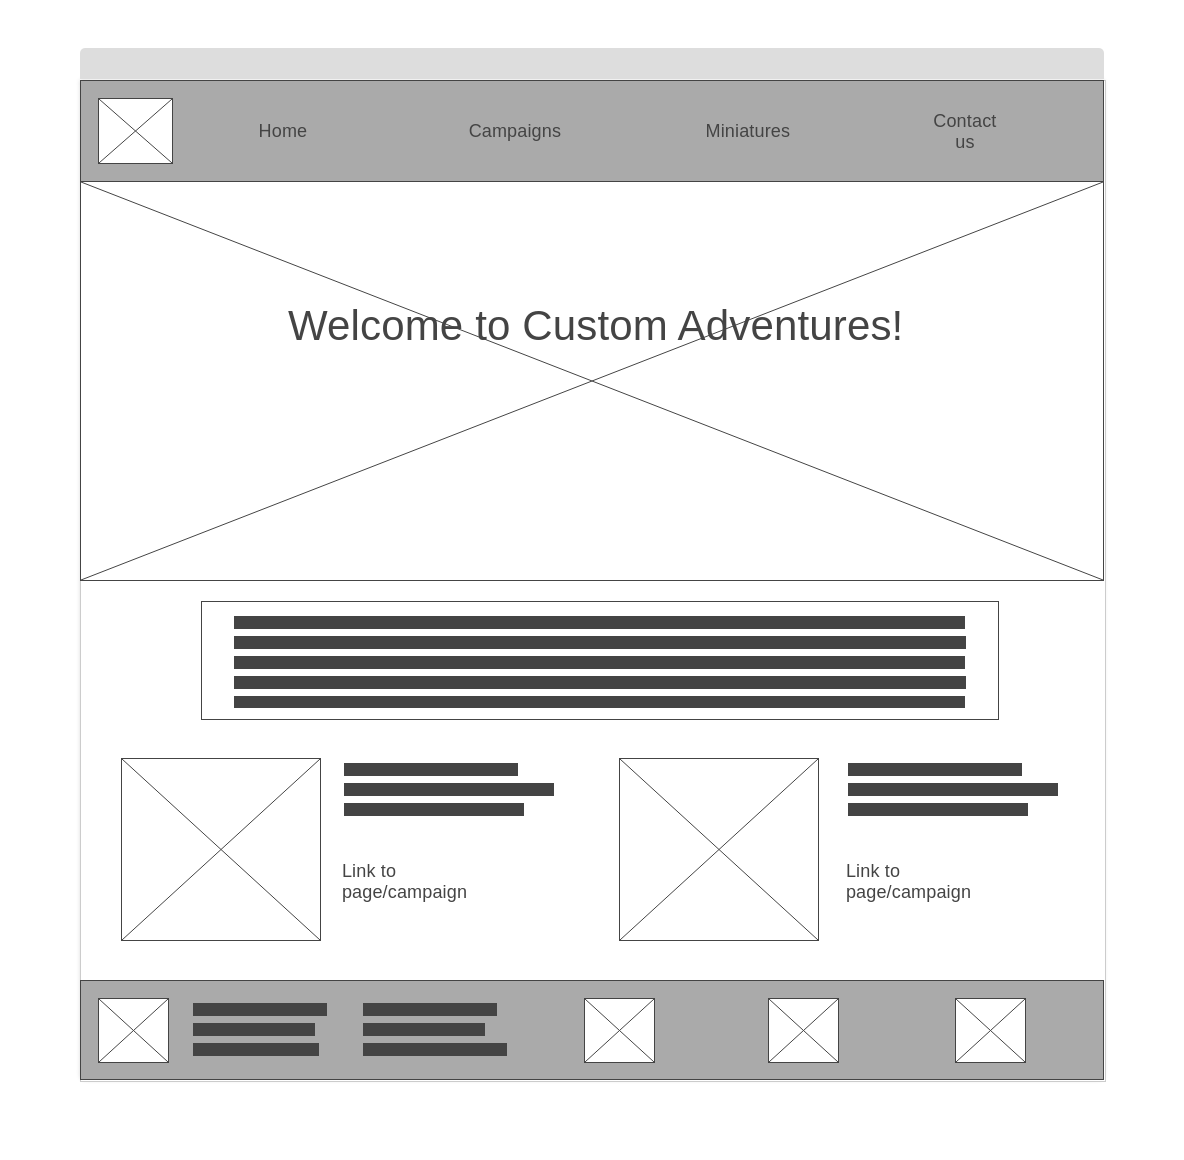 Home
Campaigns
Miniatures
Contact
us
Welcome to Custom Adventures!
Link to
page/campaign
Link to
page/campaign